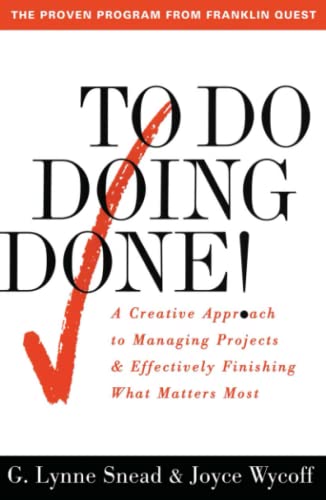 THE PROVEN PROGRAM FROM FRANKLIN QUEST
TO DO
DOING
DONE!
A Creative Approach
to Managing Projects
& Effectively Finishing
What Matters Most
G. Lynne Snead & Joyce Wycoff